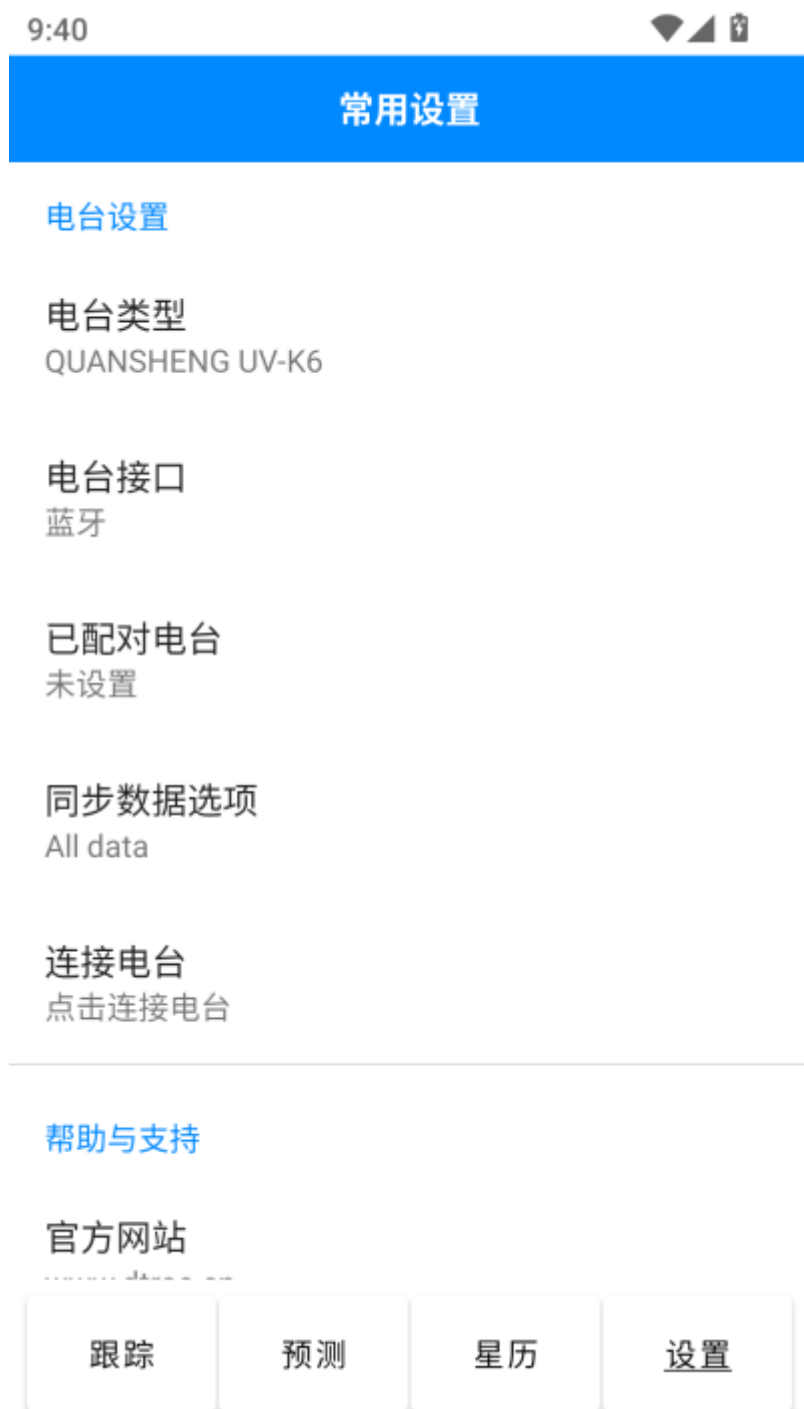 9:40
常用设置
电台设置
电台类型
QUANSHENG UV-K6
电台接口
蓝牙
已配对电台
未设置
同步数据选项
All data
连接电台
点击连接电台
帮助与支持
官方网站
跟踪
预测
星历
设置